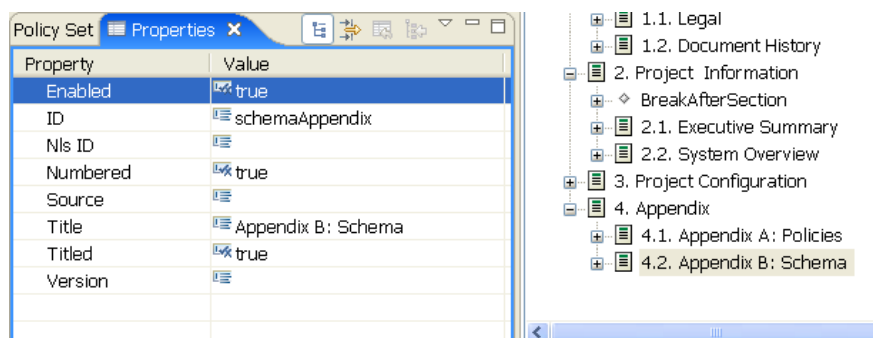 Policy Set Properties
Property Value
Enabled true
ID schemaAppendix
Nls ID
Numbered true
Source
Title Appendix B: Schema
Titled true
Version
1.1. Legal
1.2. Document History
2. Project Information
BreakAfterSection
2.1. Executive Summary
2.2. System Overview
3. Project Configuration
4. Appendix
4.1. Appendix A: Policies
4.2. Appendix B: Schema